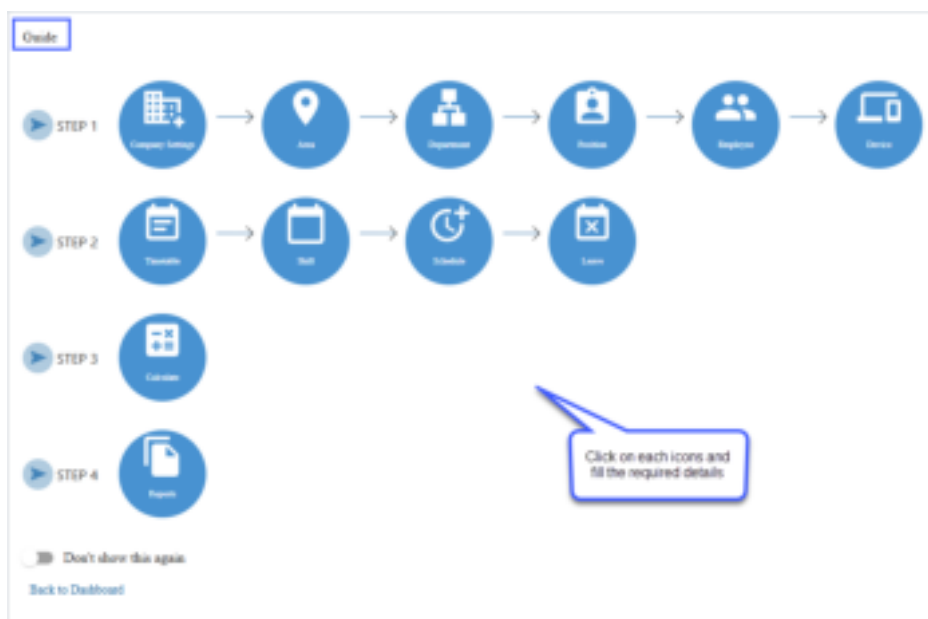 Guide
STEP 1
Company Settings
Area
Department
Position
Employee
Device
STEP 2
Timetable
Shift
Schedule
Leave
STEP 3
Calculate
STEP 4
Reports
Click on each icons and
fill the required details
Don't show this again
Back to Dashboard